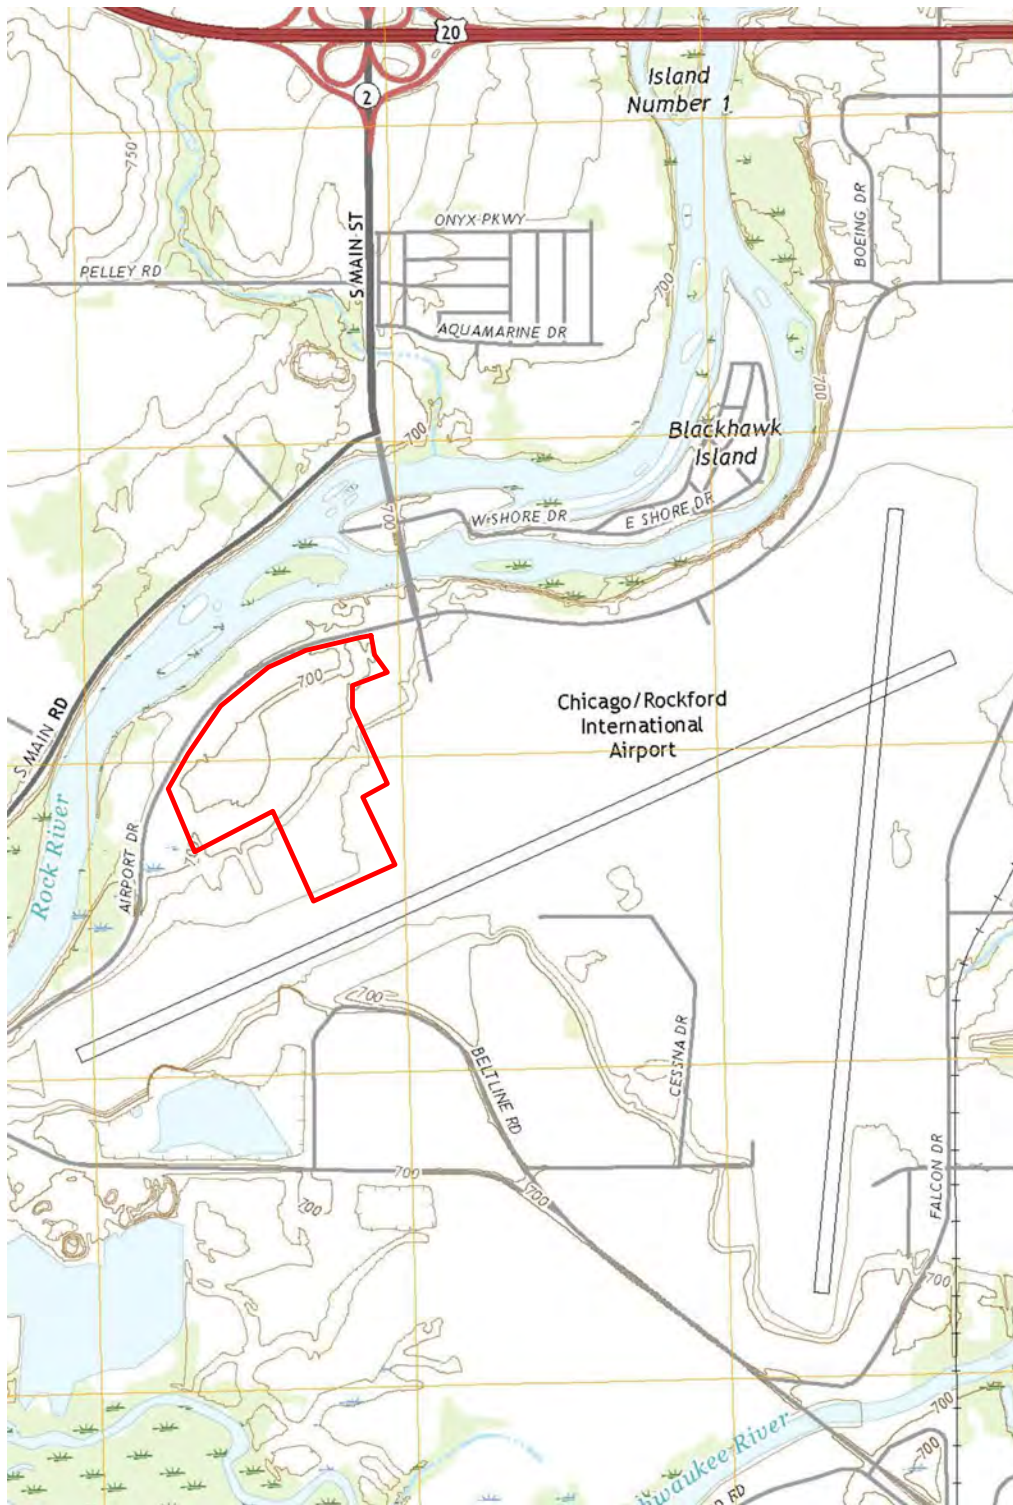 20
Island
Number 1
2
750
ONYX PKWY
BOEING DR
S MAIN ST
PELLEY RD
700
AQUAMARINE DR
700
700
Blackhawk
Island
700
W SHORE DR
E SHORE DR
700
S MAIN RD
Chicago/Rockford
International
Airport
Rock River
AIRPORT DR
700
700
CESSNA DR
BELTLINE RD
700
700
700
FALCON DR
700
700
hwaukee River
700
RD